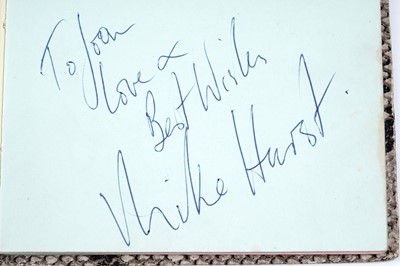 To Joan
Love &
Best Wishes
Mike Hurst.